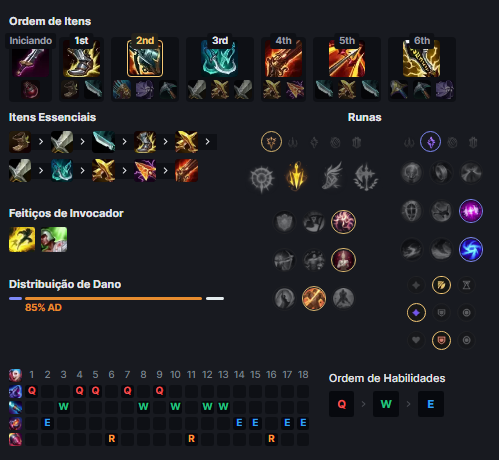 Ordem de Itens
Iniciando 1st 2nd 3rd 4th 5th 6th
Itens Essenciais
Runas
Feitiços de Invocador
Distribuição de Dano
85% AD
1 2 3 4 5 6 7 8 9 10 11 12 13 14 15 16 17 18
Q Q Q Q Q
W W W W W
E E E E E
R R R
Ordem de Habilidades
Q > W > E